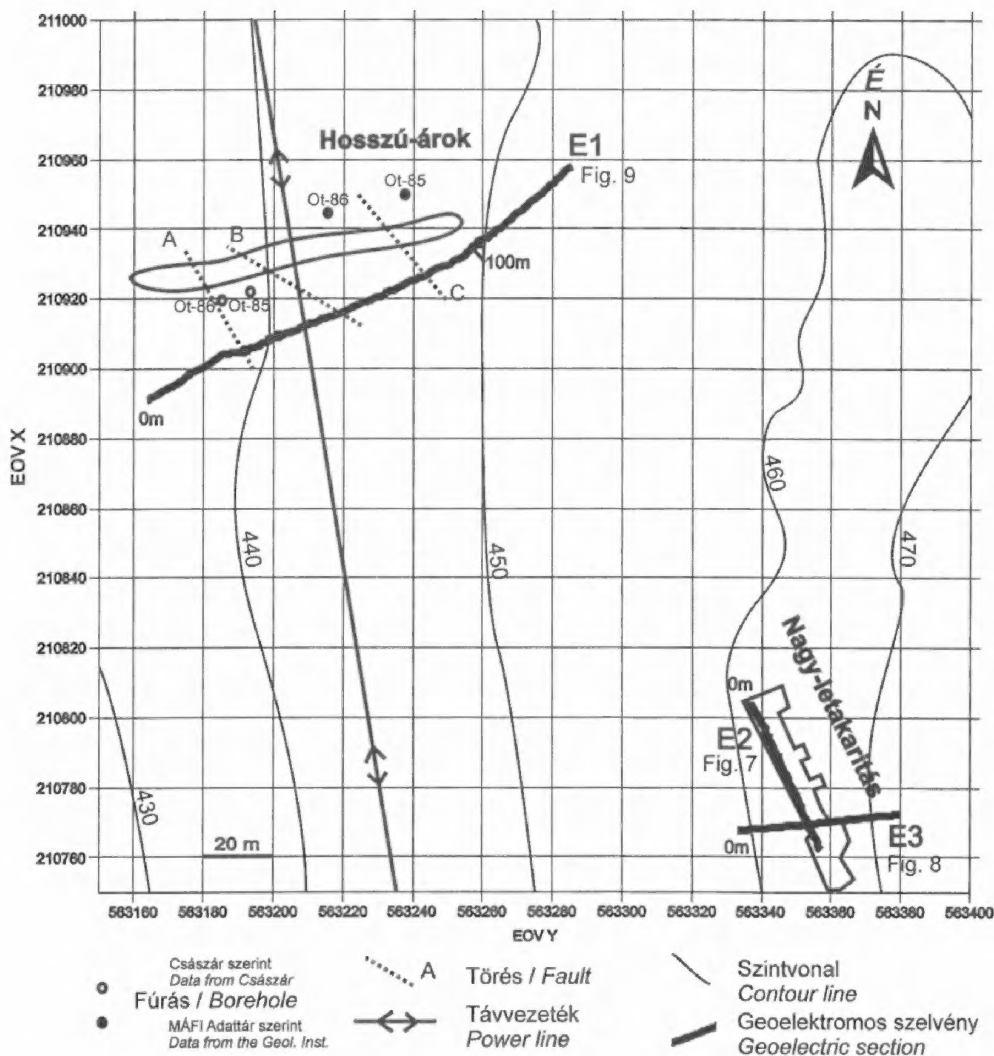 211000
210980
210960
210940
210920
210900
210880
210860
210840
210820
210800
210780
210760
EOV X
Hosszú-árok
E1
Fig. 9
É
N
Ot-86
Ot-85
A
B
C
100m
Ot-86
Ot-85
0m
440
450
460
470
430
Nagy-letakarítás
0m
E2
Fig. 7
0m
E3
Fig. 8
20 m
563160 563180 563200 563220 563240 563260 563280 563300 563320 563340 563360 563380 563400
EOV Y
Császár szerint
Data from Császár
Fúrás / Borehole
MÁFI Adattár szerint
Data from the Geol. Inst.
A
Törés / Fault
Távvezeték
Power line
Szintvonal
Contour line
Geoelektromos szelvény
Geoelectric section